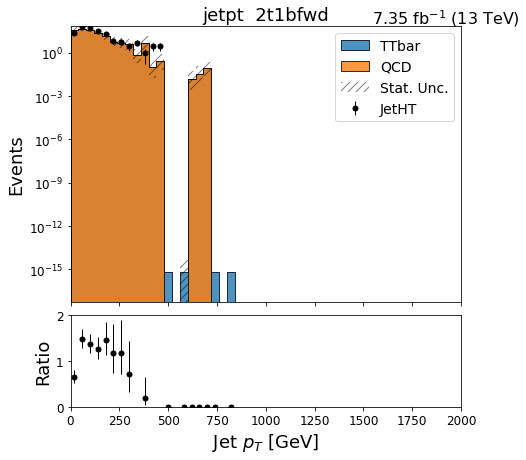 jetpt 2t1bfwd
7.35 fb⁻¹ (13 TeV)
TTbar
QCD
Stat. Unc.
JetHT
Events
10⁰
10⁻³
10⁻⁶
10⁻⁹
10⁻¹²
10⁻¹⁵
Ratio
2
1
0
0 250 500 750 1000 1250 1500 1750 2000
Jet p_T [GeV]